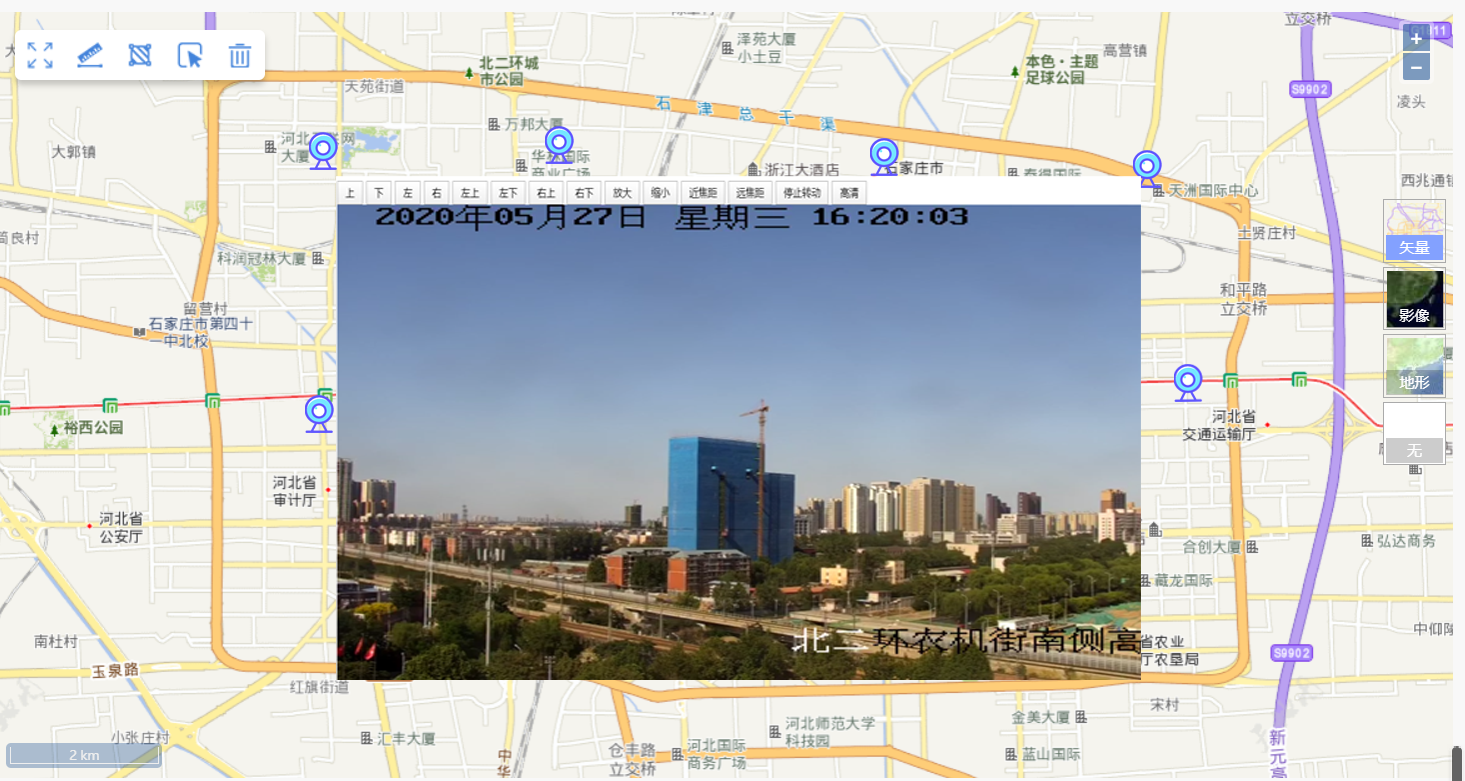 立交桥
G1811
泽苑大厦
小土豆
高营镇
北二环城
市公园
本色·主题
足球公园
+
−
天苑街道
S9902
凌头
石津总干渠
万邦大厦
大郭镇
大厦
华林国际
商业广场
浙江大酒店
石家庄市
天洲国际中心
上 下 左 右 左上 左下 右上 右下 放大 缩小 近焦距 远焦距 停止转动 高清
2020年05月27日 星期三 16:20:03
土贤庄村
矢量
科润冠林大厦
和平路
立交桥
留营村
石家庄市第四十
一中北校
影像
地形
裕西公园
河北省
交通运输厅
无
河北省
审计厅
河北省
公安厅
合创大厦
弘达商务
藏龙国际
南杜村
北二环农机街南侧高
省农业
厅农垦局
S9902
玉泉路
红旗街道
宋村
小张庄村
汇丰大厦
河北师范大学
科技园
金美大厦
仓丰路
立交桥
河北国际
商务广场
蓝山国际
新元高
中华
2 km